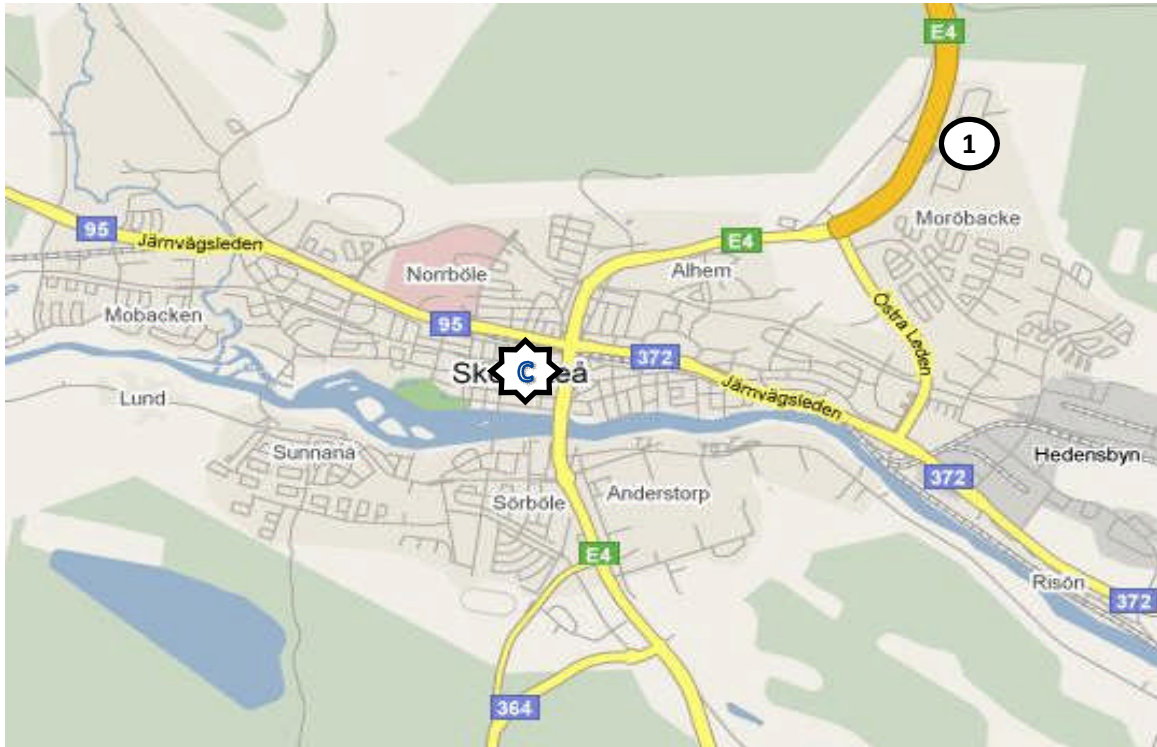 E4
1
Moröbacke
95
Järnvägsleden
E4
Norrböle
Alhem
Mobacken
95
Östra Leden
372
C
Lund
Järnvägsleden
Sunnanå
Hedensbyn
372
Sörböle
Anderstorp
E4
Risön
372
364